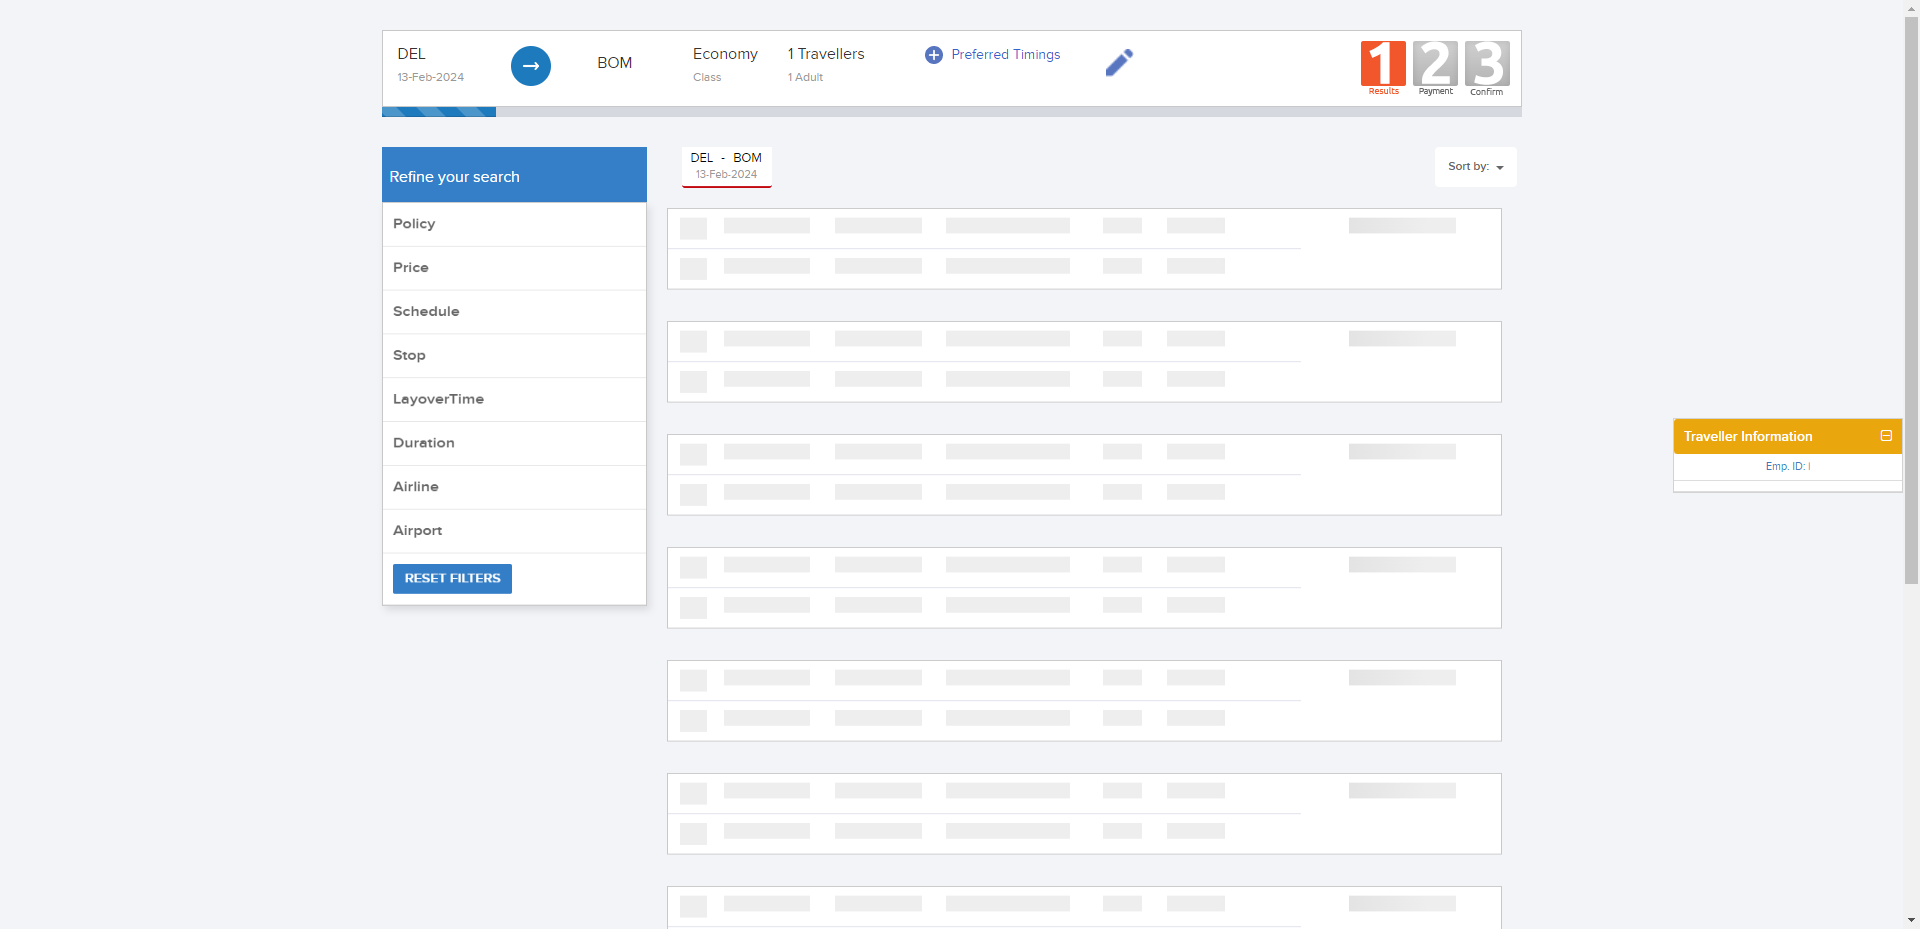 DEL
13-Feb-2024
BOM
Economy
Class
1 Travellers
1 Adult
Preferred Timings
1 2 3
Results Payment Confirm
Refine your search
Policy
Price
Schedule
Stop
LayoverTime
Duration
Airline
Airport
RESET FILTERS
DEL - BOM
13-Feb-2024
Sort by:
Traveller Information
Emp. ID: |